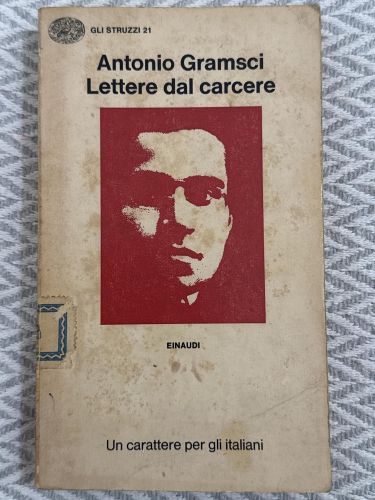 GLI STRUZZI 21
Antonio Gramsci
Lettere dal carcere
EINAUDI
Un carattere per gli italiani